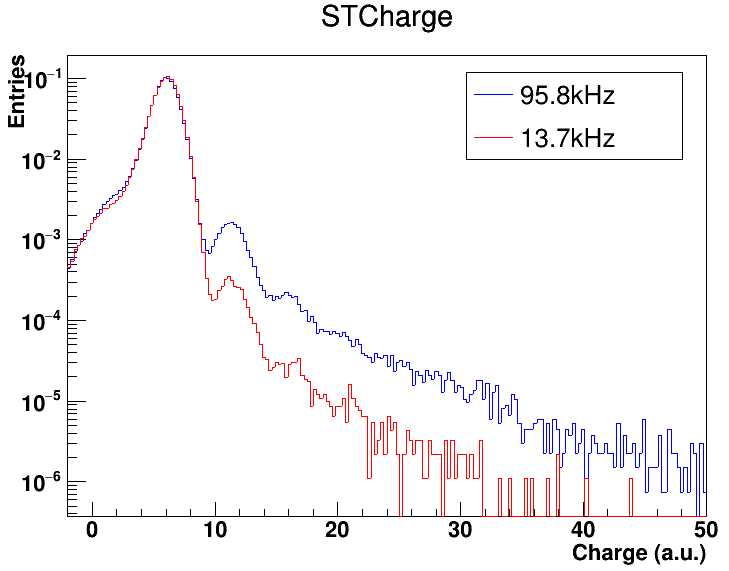 STCharge
Entries
95.8kHz
13.7kHz
10⁻¹
10⁻²
10⁻³
10⁻⁴
10⁻⁵
10⁻⁶
0 10 20 30 40 50
Charge (a.u.)